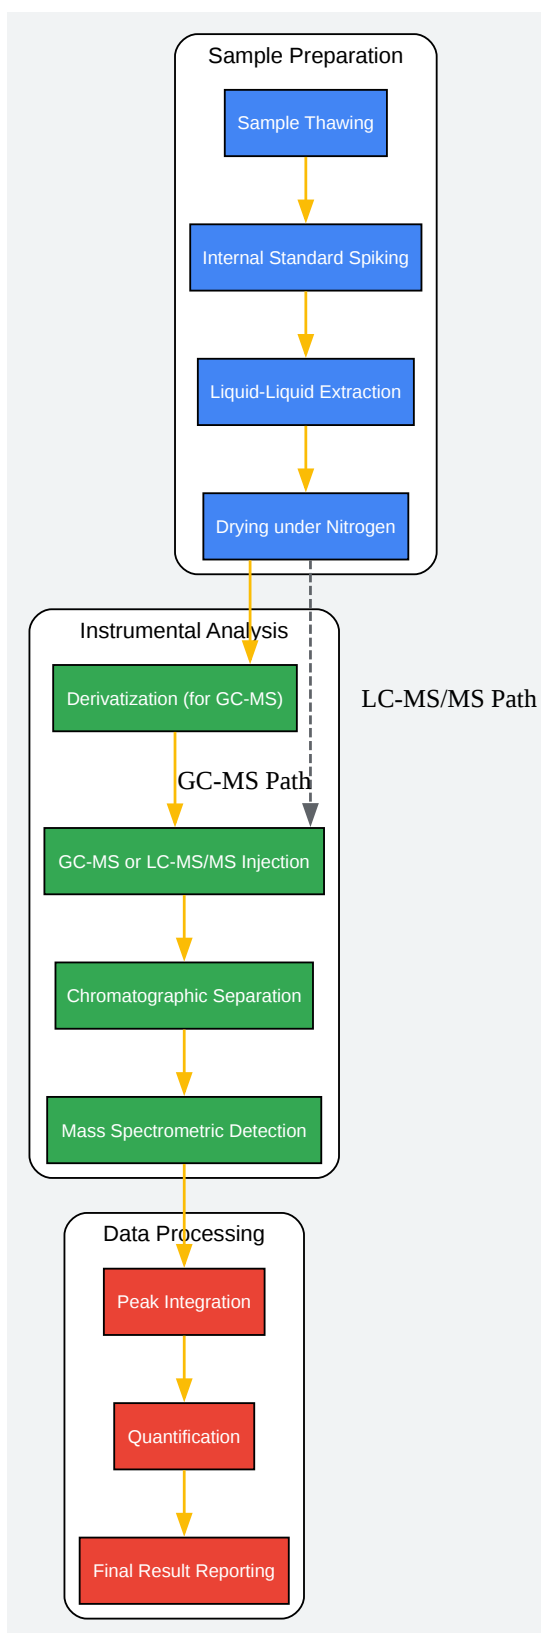 Sample Preparation
Sample Thawing
Internal Standard Spiking
Liquid-Liquid Extraction
Drying under Nitrogen
Instrumental Analysis
Derivatization (for GC-MS)
LC-MS/MS Path
GC-MS Path
GC-MS or LC-MS/MS Injection
Chromatographic Separation
Mass Spectrometric Detection
Data Processing
Peak Integration
Quantification
Final Result Reporting